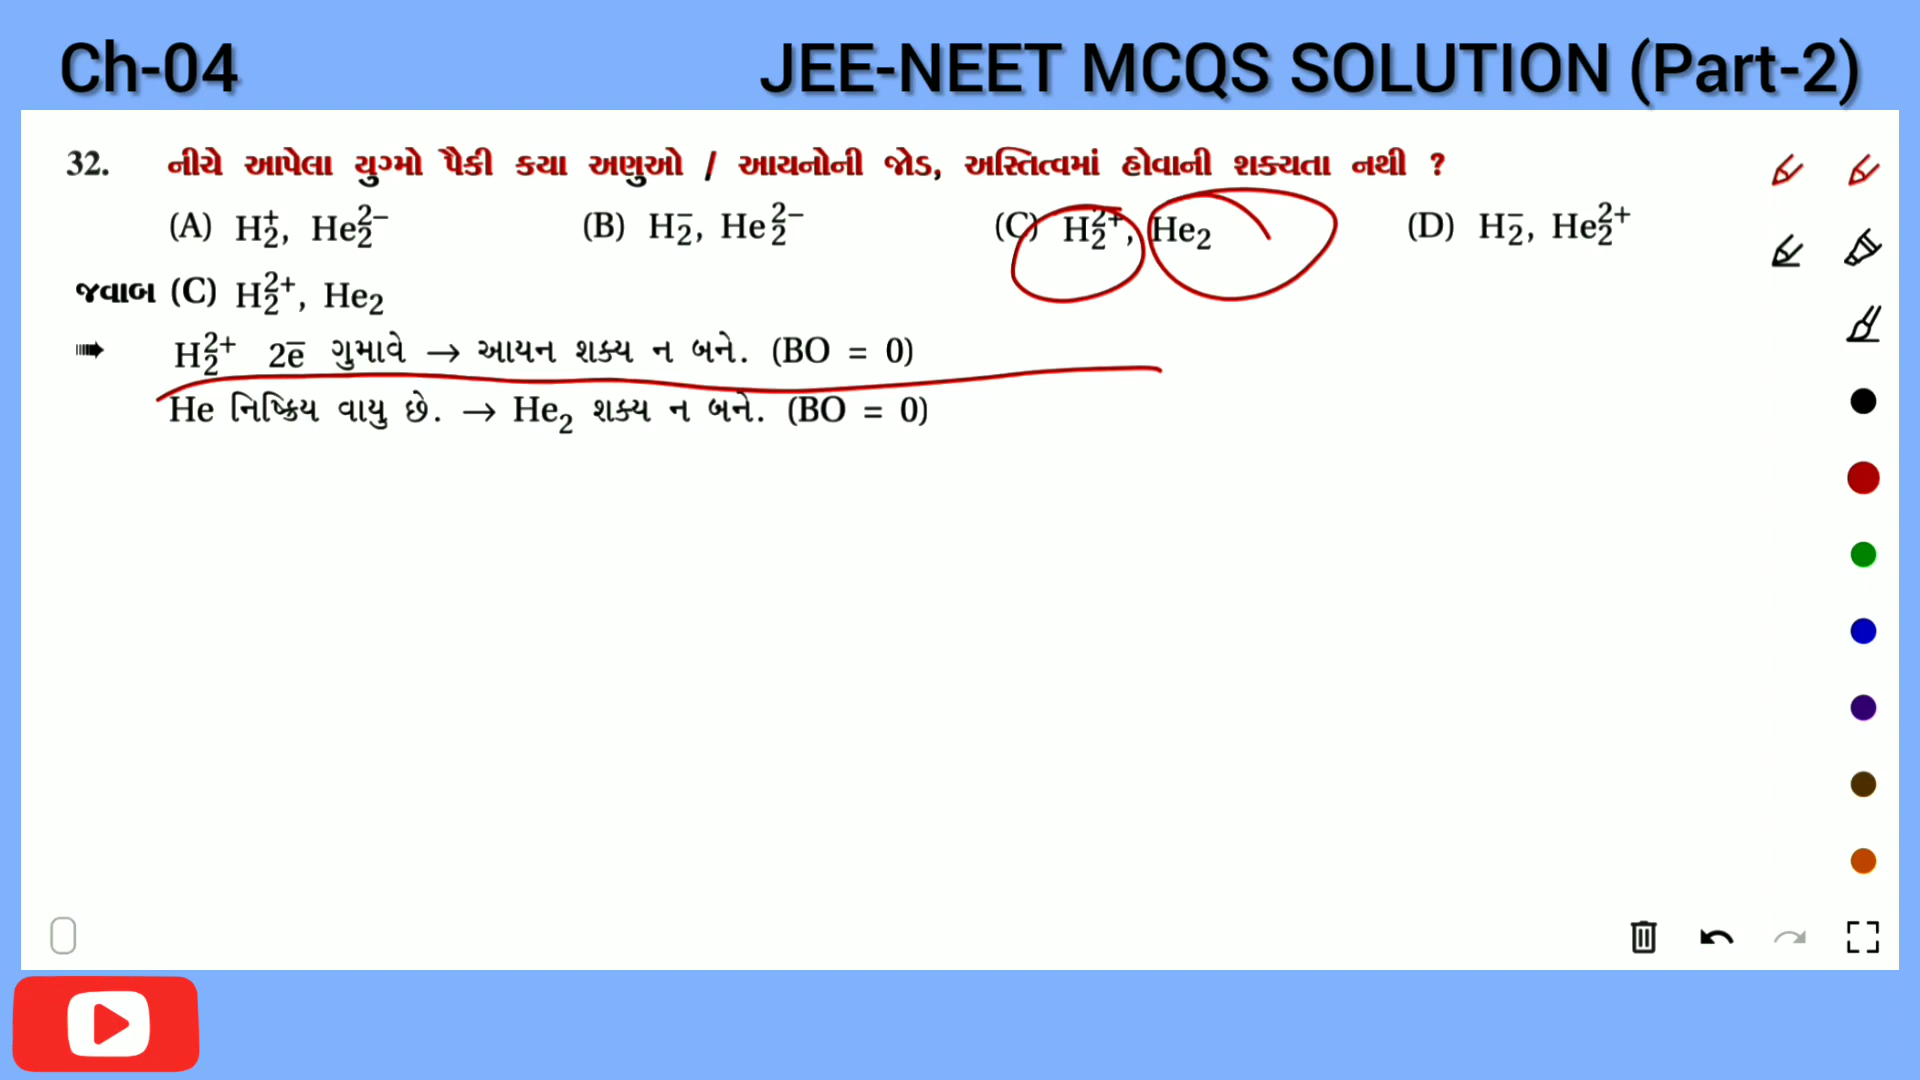 Ch-04
JEE-NEET MCQS SOLUTION (Part-2)
32. નીચે આપેલા યુગ્મો પૈકી કયા અણુઓ / આયનોની જોડ, અસ્તિત્વમાં હોવાની શક્યતા નથી ?
(A) H₂⁺, He₂²⁻ (B) H₂⁻, He₂²⁻ (C) H₂²⁺, He₂ (D) H₂⁻, He₂²⁺
જવાબ (C) H₂²⁺, He₂
➠ H₂²⁺ 2e̅ ગુમાવે → આયન શક્ય ન બને. (BO = 0)
He નિષ્ક્રિય વાયુ છે. → He₂ શક્ય ન બને. (BO = 0)